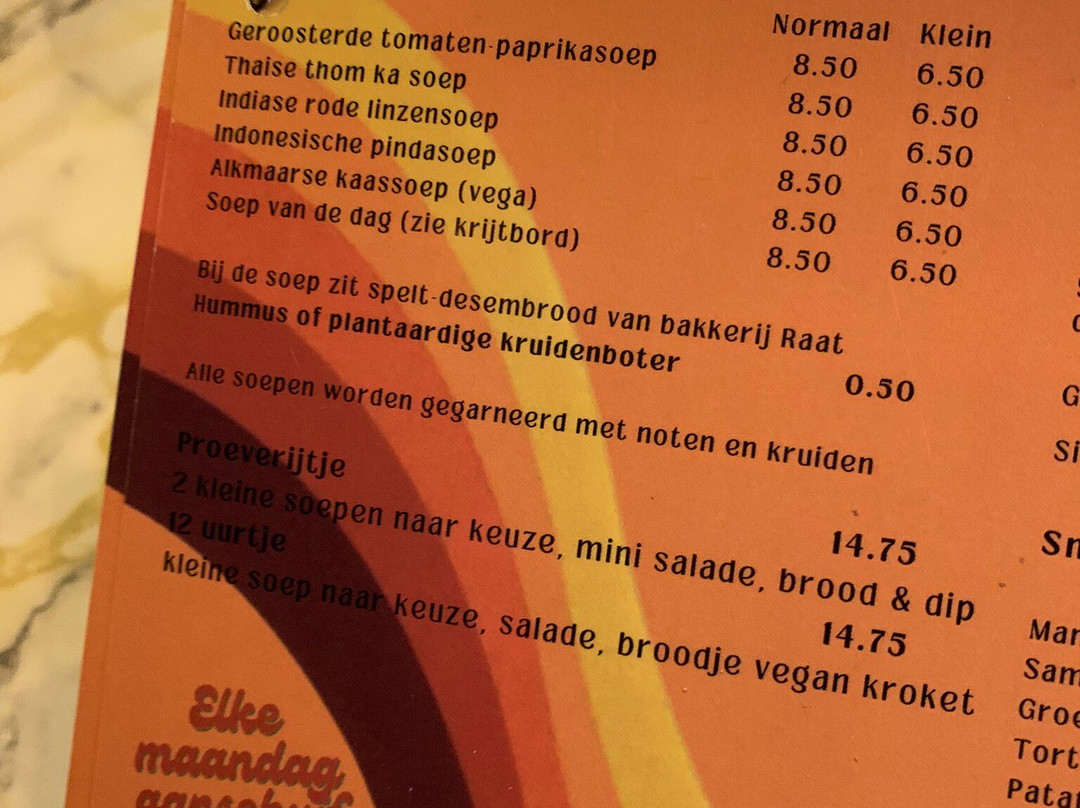 Normaal Klein
Geroosterde tomaten-paprikasoep 8.50 6.50
Thaise thom ka soep 8.50 6.50
Indiase rode linzensoep 8.50 6.50
Indonesische pindasoep 8.50 6.50
Alkmaarse kaassoep (vega) 8.50 6.50
Soep van de dag (zie krijtbord) 8.50 6.50
Bij de soep zit spelt-desembrood van bakkerij Raat
Hummus of plantaardige kruidenboter 0.50
Alle soepen worden gegarneerd met noten en kruiden
Proeverijtje 14.75
2 kleine soepen naar keuze, mini salade, brood & dip
12 uurtje 14.75
kleine soep naar keuze, salade, broodje vegan kroket
Elke
maandag